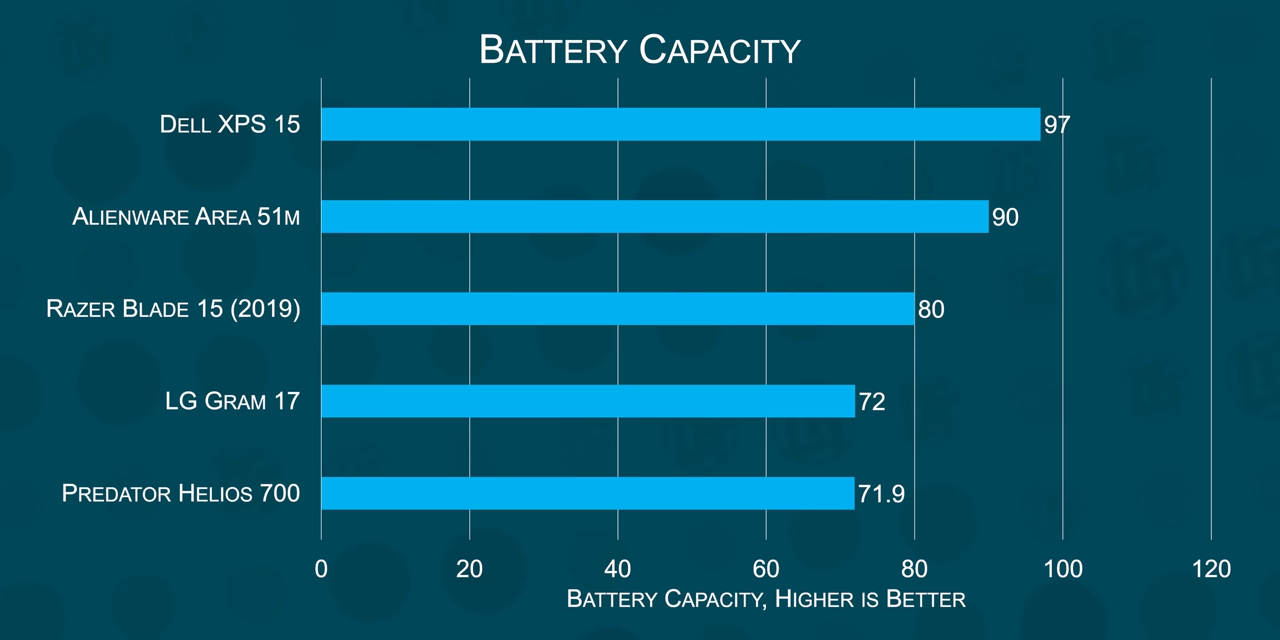 Battery Capacity
Dell XPS 15
97
Alienware Area 51m
90
Razer Blade 15 (2019)
80
LG Gram 17
72
Predator Helios 700
71.9
0 20 40 60 80 100 120
Battery Capacity, Higher is Better